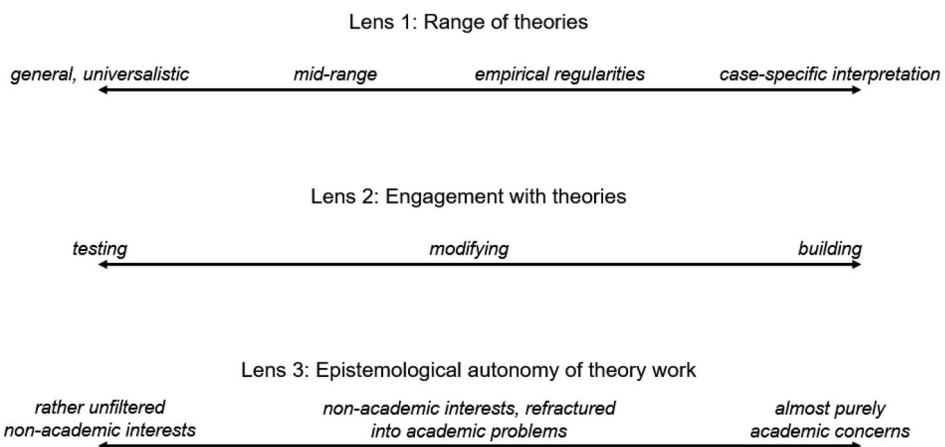 Lens 1: Range of theories
general, universalistic mid-range empirical regularities case-specific interpretation
Lens 2: Engagement with theories
testing modifying building
Lens 3: Epistemological autonomy of theory work
rather unfiltered non-academic interests, refractured almost purely
non-academic interests into academic problems academic concerns